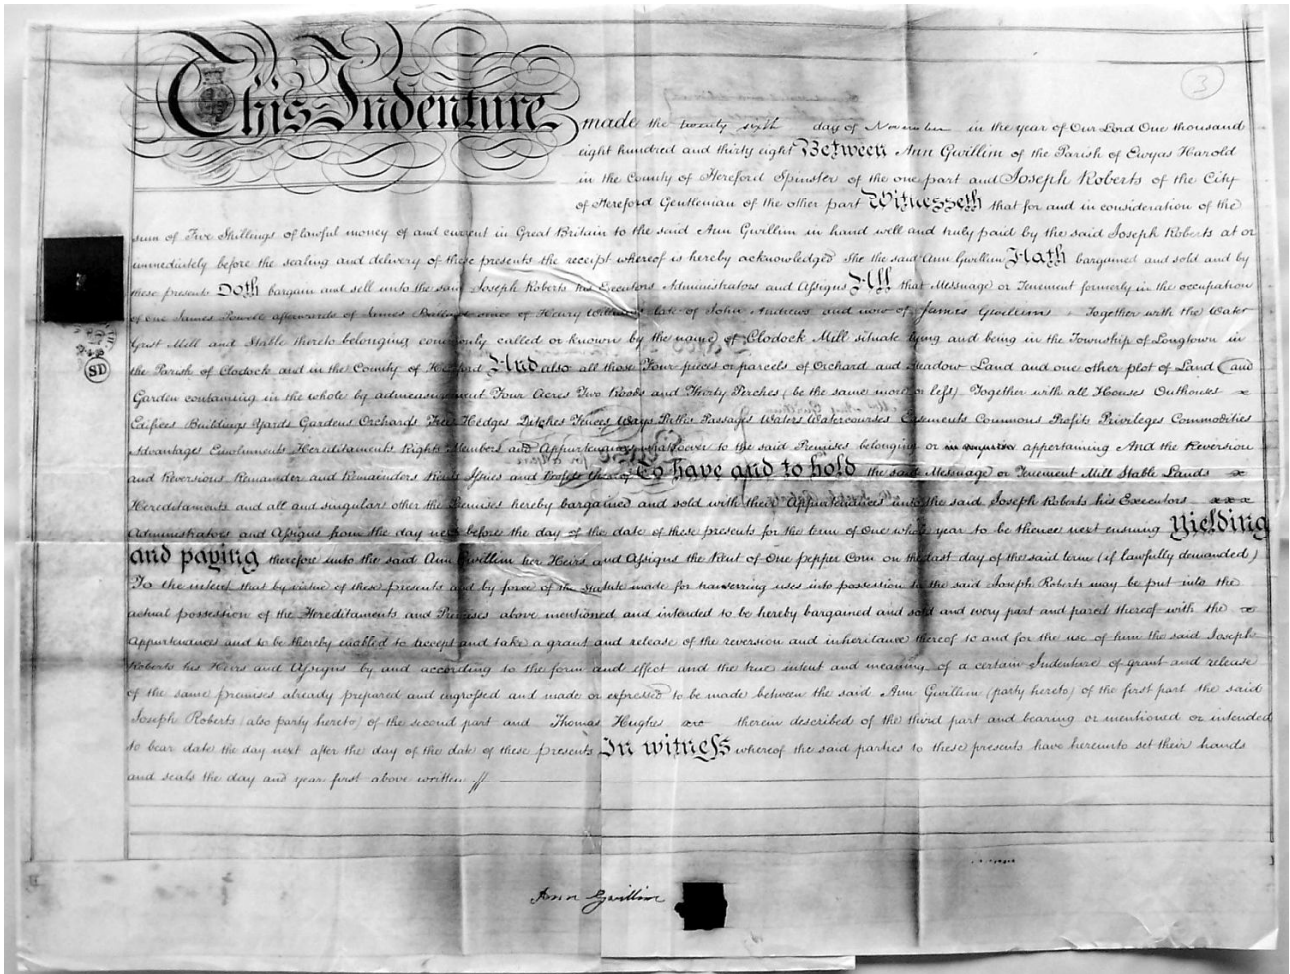 3
This Indenture made the twenty sixth day of November in the year of Our Lord One thousand
eight hundred and thirty eight Between Ann Gwillim of the Parish of Ewyas Harold
in the County of Hereford Spinster of the one part and Joseph Roberts of the City
of Hereford Gentleman of the other part Witnesseth that for and in consideration of the
sum of Five Shillings of lawful money of and current in Great Britain to the said Ann Gwillim in hand well and truly paid by the said Joseph Roberts at or
immediately before the sealing and delivery of these presents the receipt whereof is hereby acknowledged She the said Ann Gwillim Hath bargained and sold and by
these presents Doth bargain and sell unto the said Joseph Roberts his Executors Administrators and Assigns All that Messuage or Tenement formerly in the occupation
of one James Powell afterwards of James since of Henry Williams late of John Andrews and now of James Gwillim Together with the Water
Grist Mill and Stable thereto belonging commonly called or known by the name of Clodock Mill situate lying and being in the Township of Longtown in
the Parish of Clodock and in the County of Hereford And also all those Four pieces or parcels of Orchard and Meadow Land and one other plot of Land and
Garden containing in the whole by admeasurement Four Acres Two Roods and Thirty Perches (be the same more or less) Together with all Houses Outhouses
Edifices Buildings Yards Gardens Orchards Trees Hedges Ditches Fences Ways Paths Passages Waters Watercourses Easements Commons Profits Privileges Commodities
Advantages Emoluments Hereditaments Rights Members and Appurtenances whatsoever to the said Premises belonging or appertaining And the Reversion
and Reversions Remainder and Remainders Rents Issues and Profits thereof To have and to hold the said Messuage or Tenement Mill Stable Lands
Hereditaments and all and singular other the Premises hereby bargained and sold with their Appurtenances unto the said Joseph Roberts his Executors
Administrators and Assigns from the day next before the day of the date of these presents for the term of One whole year to be thence next ensuing Yielding
and paying therefore unto the said Ann Gwillim her Heirs and Assigns the Rent of One pepper Corn on the last day of the said term (if lawfully demanded)
To the intent that by virtue of these Presents and by force of the Statute made for transferring uses into possession to the said Joseph Roberts may be put into the
actual possession of the Hereditaments and Premises above mentioned and intended to be hereby bargained and sold and every part and parcel thereof with the
Appurtenances and to be thereby enabled to accept and take a grant and release of the reversion and inheritance thereof to and for the use of him the said Joseph
Roberts his Heirs and Assigns by and according to the form and effect and the true intent and meaning of a certain Indenture of grant and release
of the same premises already prepared and engrossed and made or expressed to be made between the said Ann Gwillim (party hereto) of the first part the said
Joseph Roberts (also party hereto) of the second part and Thomas Hughes therein described of the third part and bearing or mentioned or intended
to bear date the day next after the day of the date of these Presents In witness whereof the said parties to these presents have hereunto set their hands
and seals the day and year first above written
SD
Ann Gwillim